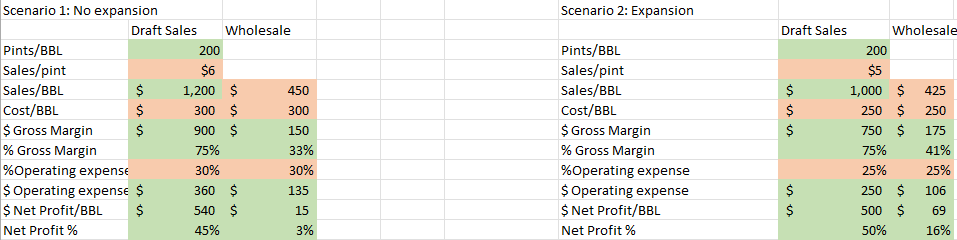 Scenario 1: No expansion Scenario 2: Expansion
Draft Sales Wholesale Draft Sales Wholesale
Pints/BBL 200 Pints/BBL 200
Sales/pint $6 Sales/pint $5
Sales/BBL $ 1,200 $ 450 Sales/BBL $ 1,000 $ 425
Cost/BBL $ 300 $ 300 Cost/BBL $ 250 $ 250
$ Gross Margin $ 900 $ 150 $ Gross Margin $ 750 $ 175
% Gross Margin 75% 33% % Gross Margin 75% 41%
%Operating expense 30% 30% %Operating expense 25% 25%
$ Operating expense $ 360 $ 135 $ Operating expense $ 250 $ 106
$ Net Profit/BBL $ 540 $ 15 $ Net Profit/BBL $ 500 $ 69
Net Profit % 45% 3% Net Profit % 50% 16%